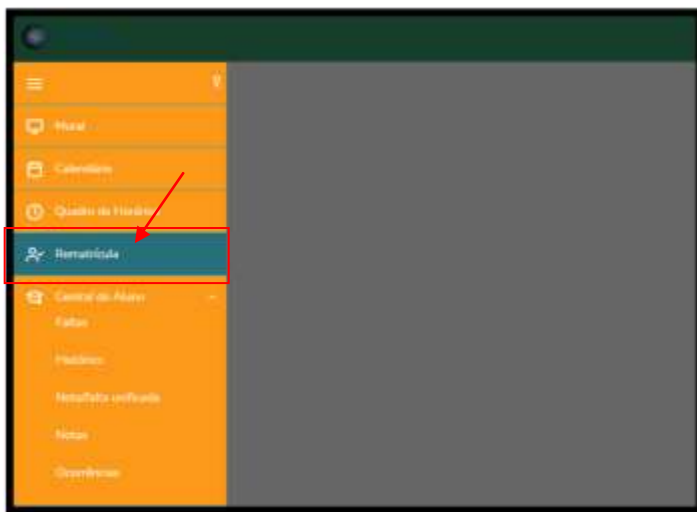 Mural
Calendário
Quadro de Horários
Rematrícula
Central do Aluno
Faltas
Histórico
Nota/falta unificada
Notas
Ocorrências